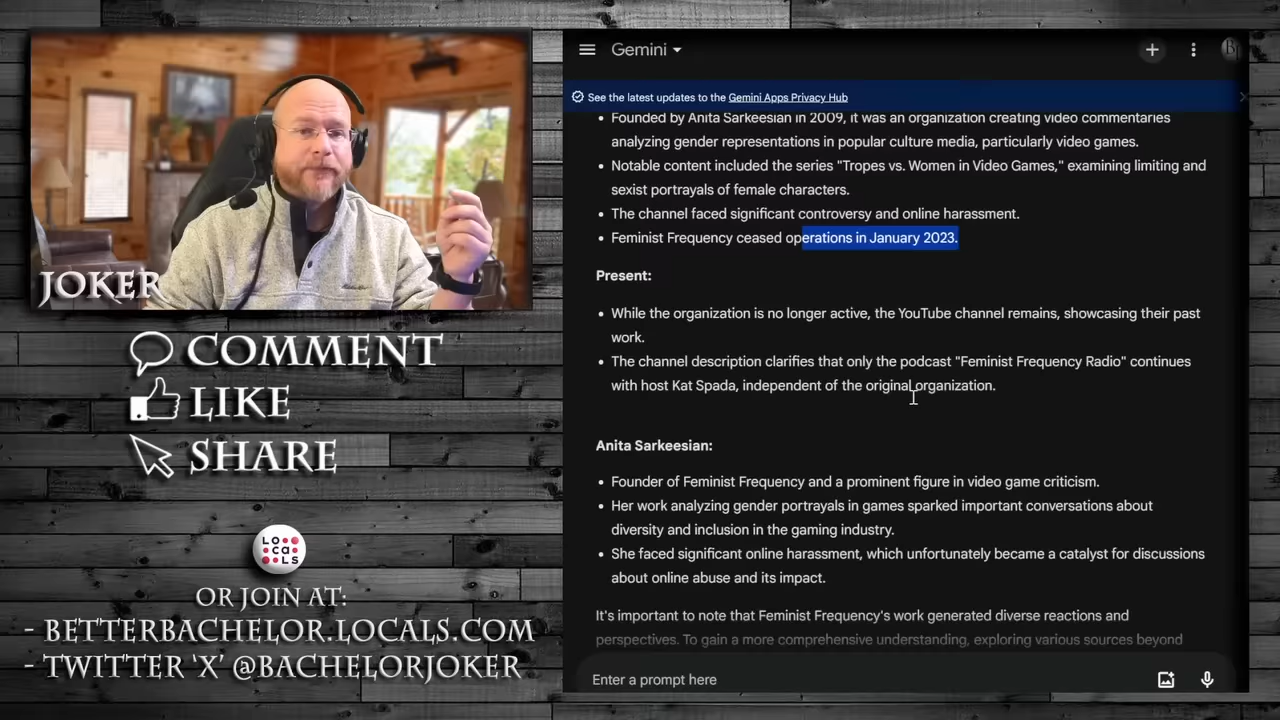 JOKER
COMMENT
LIKE
SHARE
LO
CA
LS
OR JOIN AT:
- BETTERBACHELOR.LOCALS.COM
- TWITTER 'X' @BACHELORJOKER
Gemini
See the latest updates to the Gemini Apps Privacy Hub
• Founded by Anita Sarkeesian in 2009, it was an organization creating video commentaries
analyzing gender representations in popular culture media, particularly video games.
• Notable content included the series "Tropes vs. Women in Video Games," examining limiting and
sexist portrayals of female characters.
• The channel faced significant controversy and online harassment.
• Feminist Frequency ceased operations in January 2023.
Present:
• While the organization is no longer active, the YouTube channel remains, showcasing their past
work.
• The channel description clarifies that only the podcast "Feminist Frequency Radio" continues
with host Kat Spada, independent of the original organization.
Anita Sarkeesian:
• Founder of Feminist Frequency and a prominent figure in video game criticism.
• Her work analyzing gender portrayals in games sparked important conversations about
diversity and inclusion in the gaming industry.
• She faced significant online harassment, which unfortunately became a catalyst for discussions
about online abuse and its impact.
It's important to note that Feminist Frequency's work generated diverse reactions and
perspectives. To gain a more comprehensive understanding, exploring various sources beyond
Enter a prompt here